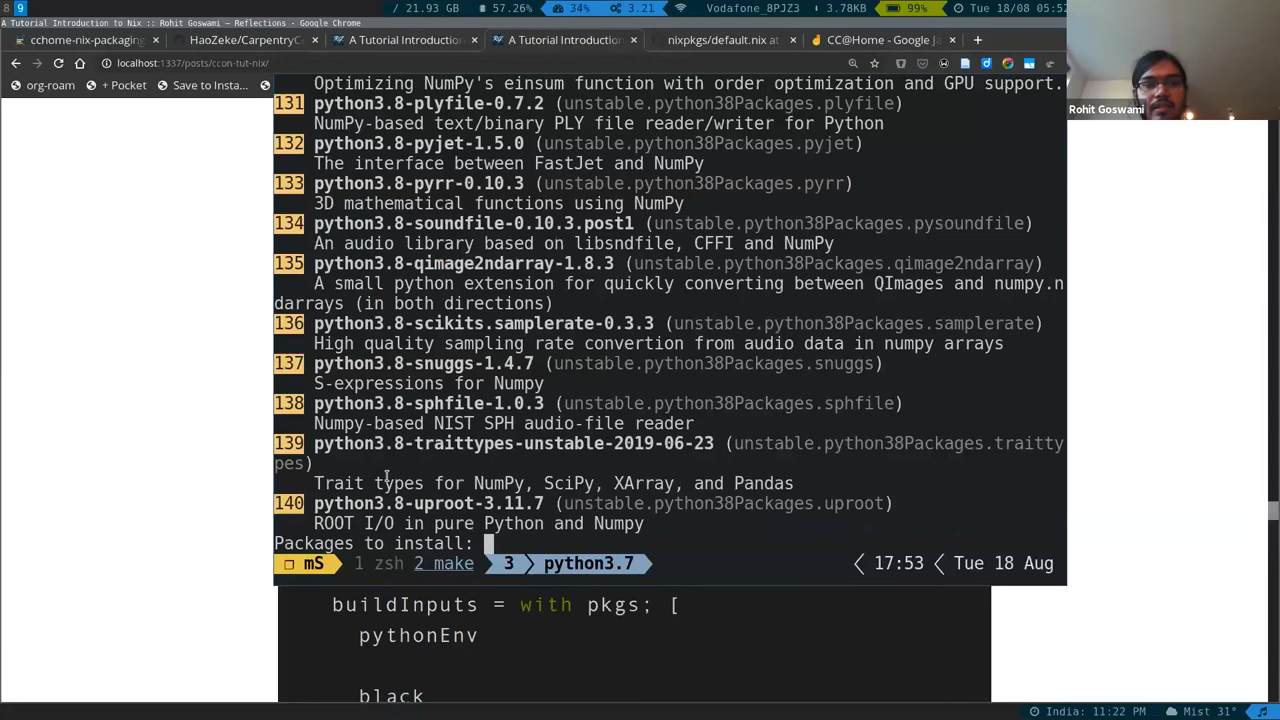 8 9 / 21.93 GB 57.26% 34% 3.21 Vodafone_8PJZ3 3.78KB 99% Tue 18/08 05:52
A Tutorial Introduction to Nix :: Rohit Goswami — Reflections - Google Chrome
cchome-nix-packaging × HaoZeke/CarpentryC × A Tutorial Introduction × A Tutorial Introduction × nixpkgs/default.nix at × CC@Home - Google Ja × +
localhost:1337/posts/ccon-tut-nix/
org-roam + Pocket Save to Insta...
Rohit Goswami
Optimizing NumPy's einsum function with order optimization and GPU support.
131 python3.8-plyfile-0.7.2 (unstable.python38Packages.plyfile)
NumPy-based text/binary PLY file reader/writer for Python
132 python3.8-pyjet-1.5.0 (unstable.python38Packages.pyjet)
The interface between FastJet and NumPy
133 python3.8-pyrr-0.10.3 (unstable.python38Packages.pyrr)
3D mathematical functions using NumPy
134 python3.8-soundfile-0.10.3.post1 (unstable.python38Packages.pysoundfile)
An audio library based on libsndfile, CFFI and NumPy
135 python3.8-qimage2ndarray-1.8.3 (unstable.python38Packages.qimage2ndarray)
A small python extension for quickly converting between QImages and numpy.n
darrays (in both directions)
136 python3.8-scikits.samplerate-0.3.3 (unstable.python38Packages.samplerate)
High quality sampling rate convertion from audio data in numpy arrays
137 python3.8-snuggs-1.4.7 (unstable.python38Packages.snuggs)
S-expressions for Numpy
138 python3.8-sphfile-1.0.3 (unstable.python38Packages.sphfile)
Numpy-based NIST SPH audio-file reader
139 python3.8-traittypes-unstable-2019-06-23 (unstable.python38Packages.traitty
pes)
Trait types for NumPy, SciPy, XArray, and Pandas
140 python3.8-uproot-3.11.7 (unstable.python38Packages.uproot)
ROOT I/O in pure Python and Numpy
Packages to install:
mS 1 zsh 2 make 3 python3.7 17:53 Tue 18 Aug
buildInputs = with pkgs; [
pythonEnv
black
India: 11:22 PM Mist 31°